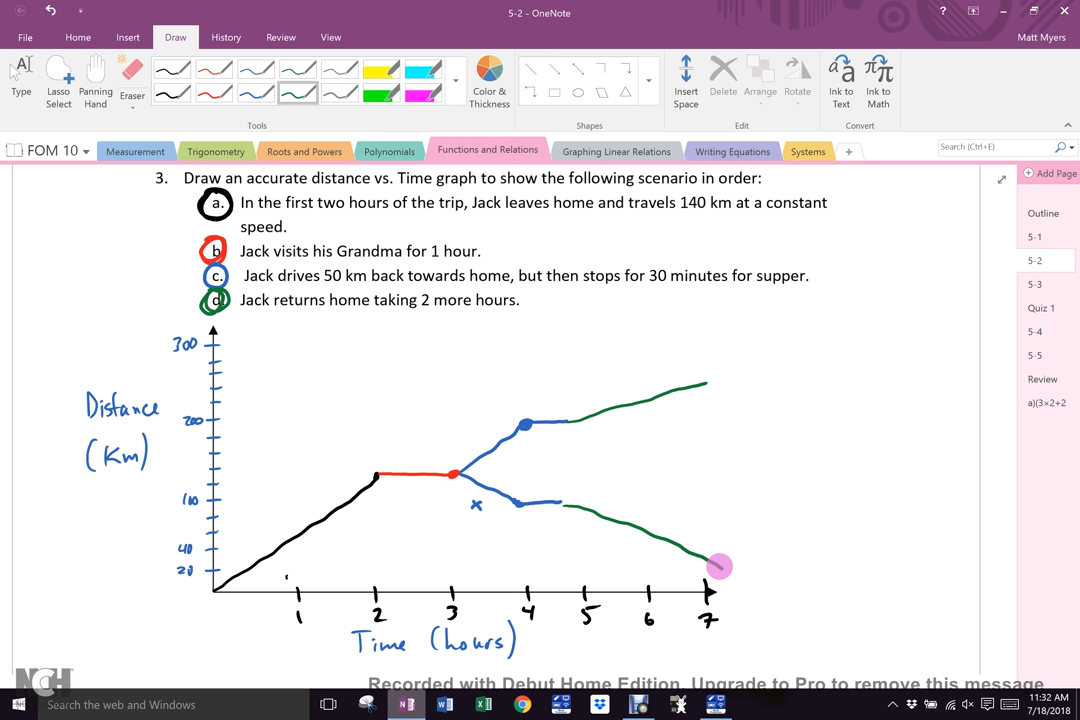 5-2 - OneNote
File Home Insert Draw History Review View
Matt Myers
Type
Lasso Select
Panning Hand
Eraser
Color & Thickness
Insert Space
Delete
Arrange
Rotate
Ink to Text
Ink to Math
Tools
Shapes
Edit
Convert
FOM 10
Measurement
Trigonometry
Roots and Powers
Polynomials
Functions and Relations
Graphing Linear Relations
Writing Equations
Systems
Search (Ctrl+E)
Add Page
Outline
5-1
5-2
5-3
Quiz 1
5-4
5-5
Review
a)(3×2+2
3. Draw an accurate distance vs. Time graph to show the following scenario in order:
a. In the first two hours of the trip, Jack leaves home and travels 140 km at a constant
speed.
b. Jack visits his Grandma for 1 hour.
c. Jack drives 50 km back towards home, but then stops for 30 minutes for supper.
d. Jack returns home taking 2 more hours.
300
Distance
200
(Km)
100
x
40
20
1 2 3 4 5 6 7
Time (hours)
NCH
Recorded with Debut Home Edition. Upgrade to Pro to remove this message
Search the web and Windows
11:32 AM
7/18/2018